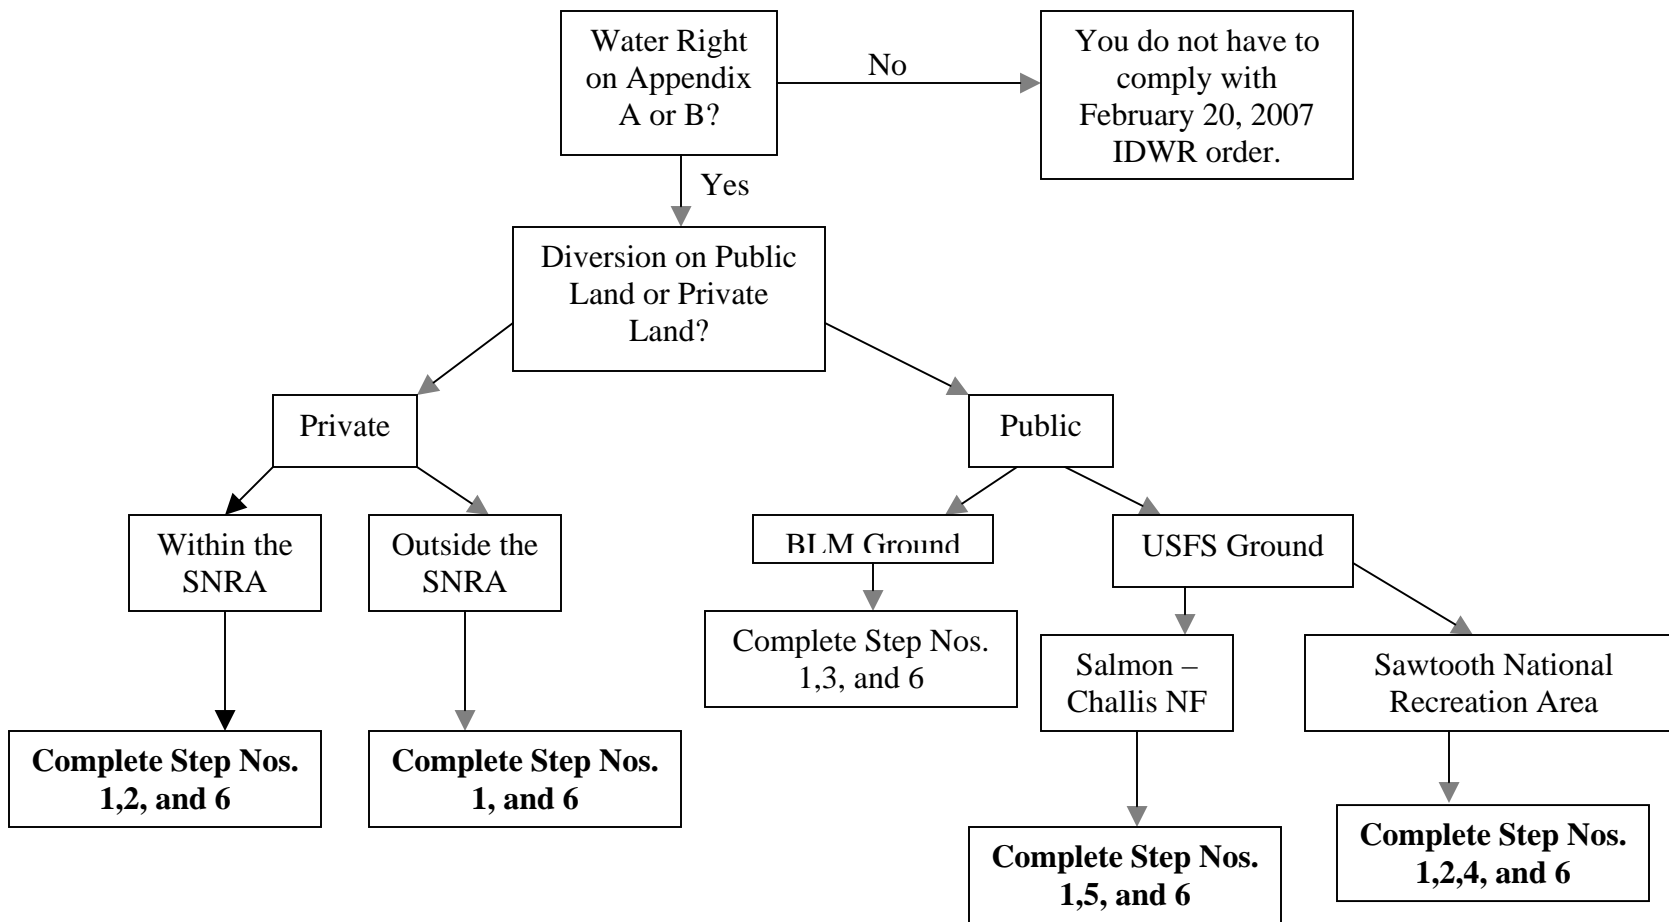 Water Right
on Appendix
A or B?
No
You do not have to
comply with
February 20, 2007
IDWR order.
Yes
Diversion on Public
Land or Private
Land?
Private
Public
Within the
SNRA
Outside the
SNRA
BLM Ground
USFS Ground
Complete Step Nos.
1,3, and 6
Salmon –
Challis NF
Sawtooth National
Recreation Area
Complete Step Nos.
1,2, and 6
Complete Step Nos.
1, and 6
Complete Step Nos.
1,5, and 6
Complete Step Nos.
1,2,4, and 6